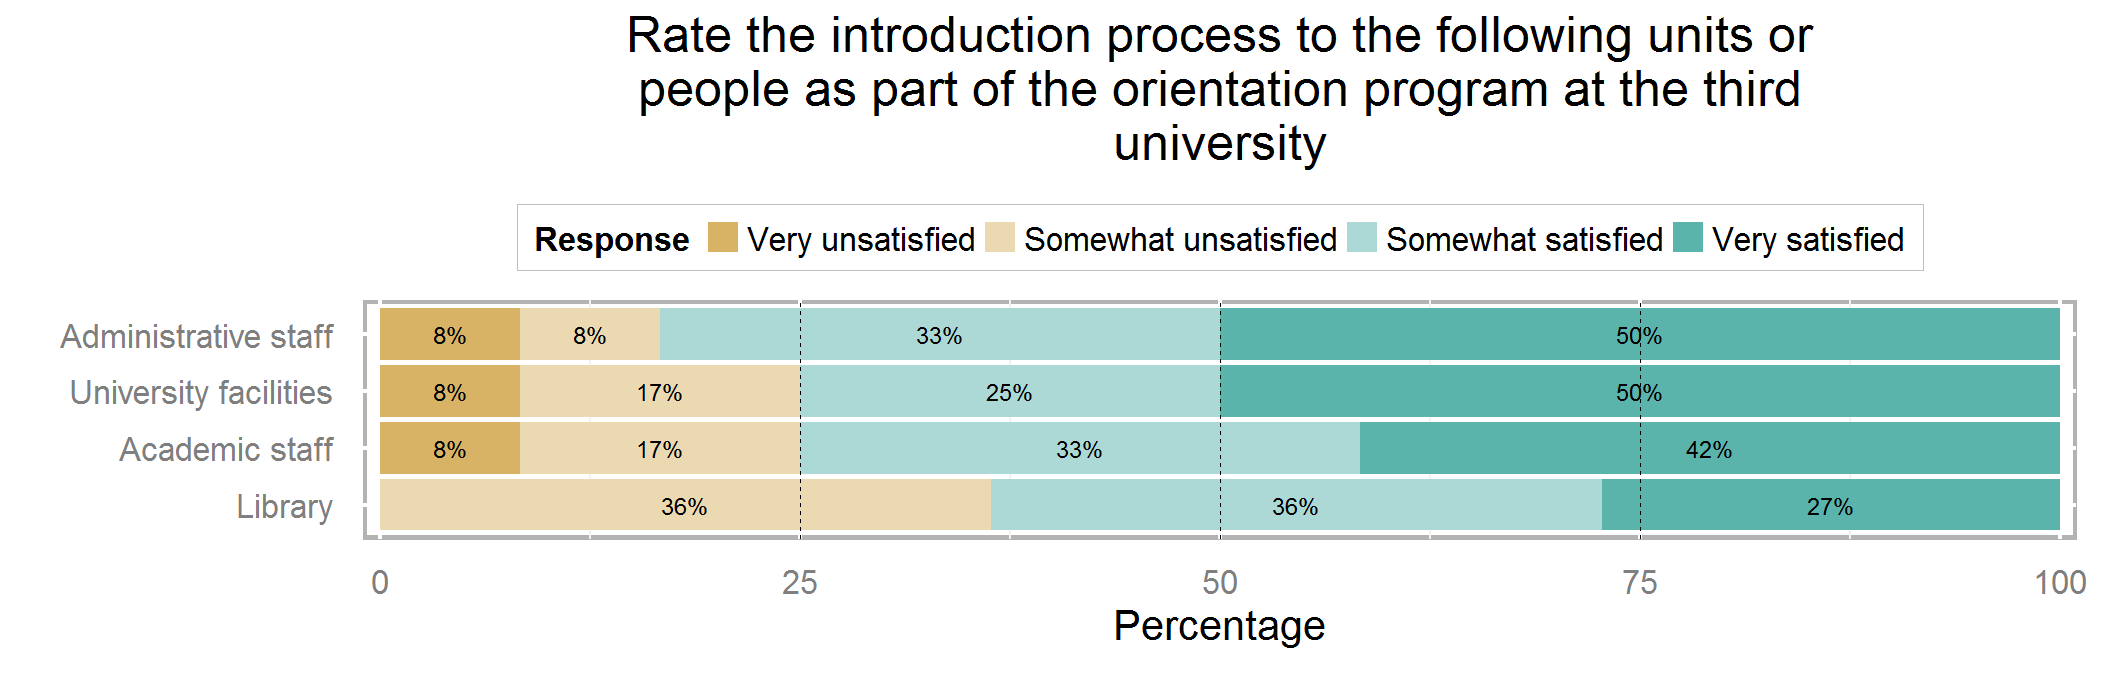 Rate the introduction process to the following units or
people as part of the orientation program at the third
university
Response Very unsatisfied Somewhat unsatisfied Somewhat satisfied Very satisfied
Administrative staff 8% 8% 33% 50%
University facilities 8% 17% 25% 50%
Academic staff 8% 17% 33% 42%
Library 36% 36% 27%
0 25 50 75 100
Percentage